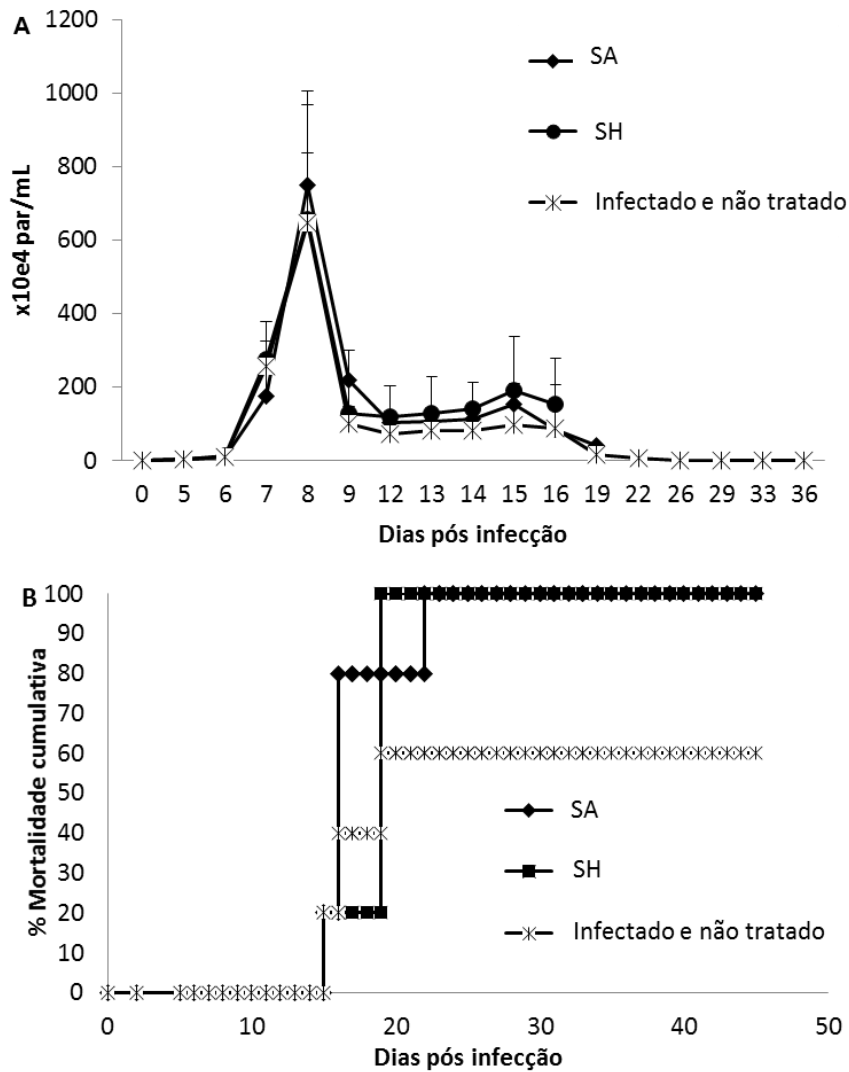 A
1200
1000
800
600
400
200
0
x10e4 par/mL
SA
SH
Infectado e não tratado
0 5 6 7 8 9 12 13 14 15 16 19 22 26 29 33 36
Dias pós infecção
B
100
90
80
70
60
50
40
30
20
10
0
% Mortalidade cumulativa
SA
SH
Infectado e não tratado
0 10 20 30 40 50
Dias pós infecção